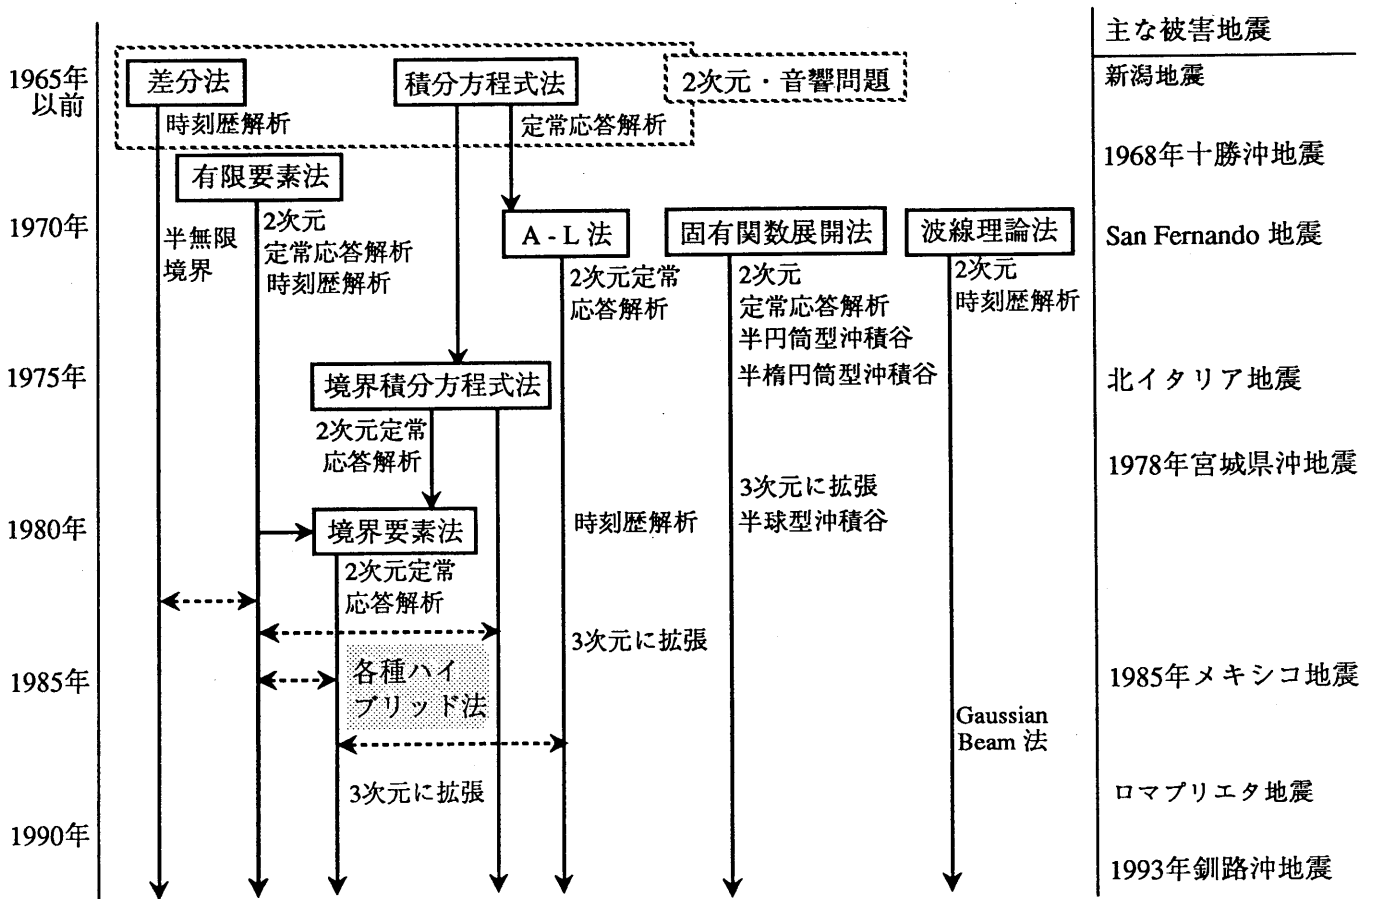 主な被害地震
1965年
以前
差分法
積分方程式法
2次元・音響問題
新潟地震
時刻歴解析
定常応答解析
有限要素法
1968年十勝沖地震
1970年
半無限
境界
2次元
定常応答解析
時刻歴解析
A - L 法
2次元定常
応答解析
固有関数展開法
2次元
定常応答解析
半円筒型沖積谷
半楕円筒型沖積谷
波線理論法
2次元
時刻歴解析
San Fernando 地震
1975年
境界積分方程式法
2次元定常
応答解析
北イタリア地震
1978年宮城県沖地震
3次元に拡張
半球型沖積谷
1980年
境界要素法
2次元定常
応答解析
時刻歴解析
3次元に拡張
1985年
各種ハイ
ブリッド法
1985年メキシコ地震
Gaussian
Beam 法
3次元に拡張
ロマプリエタ地震
1990年
1993年釧路沖地震